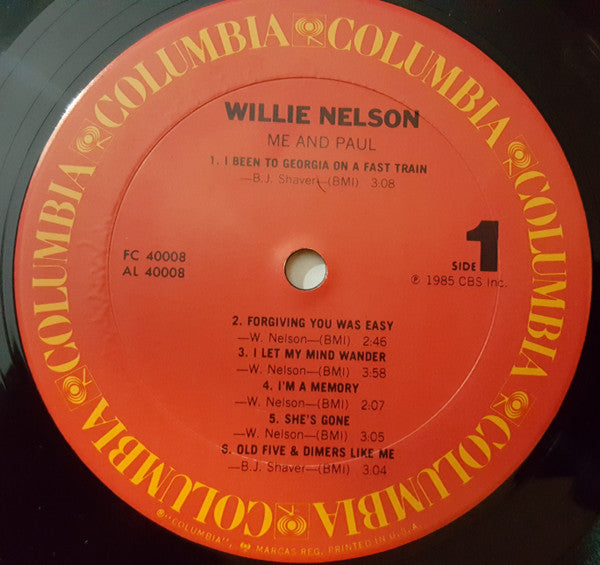 COLUMBIA COLUMBIA COLUMBIA COLUMBIA COLUMBIA COLUMBIA COLUMBIA COLUMBIA
WILLIE NELSON
ME AND PAUL
1. I BEEN TO GEORGIA ON A FAST TRAIN
—B.J. Shaver—(BMI) 3:08
FC 40008
AL 40008
SIDE 1
℗ 1985 CBS Inc.
2. FORGIVING YOU WAS EASY
—W. Nelson—(BMI) 2:46
3. I LET MY MIND WANDER
—W. Nelson—(BMI) 3:58
4. I'M A MEMORY
—W. Nelson—(BMI) 2:07
5. SHE'S GONE
—W. Nelson—(BMI) 3:05
6. OLD FIVE & DIMERS LIKE ME
—B.J. Shaver—(BMI) 3:04
®"COLUMBIA", MARCAS REG. PRINTED IN U.S.A.